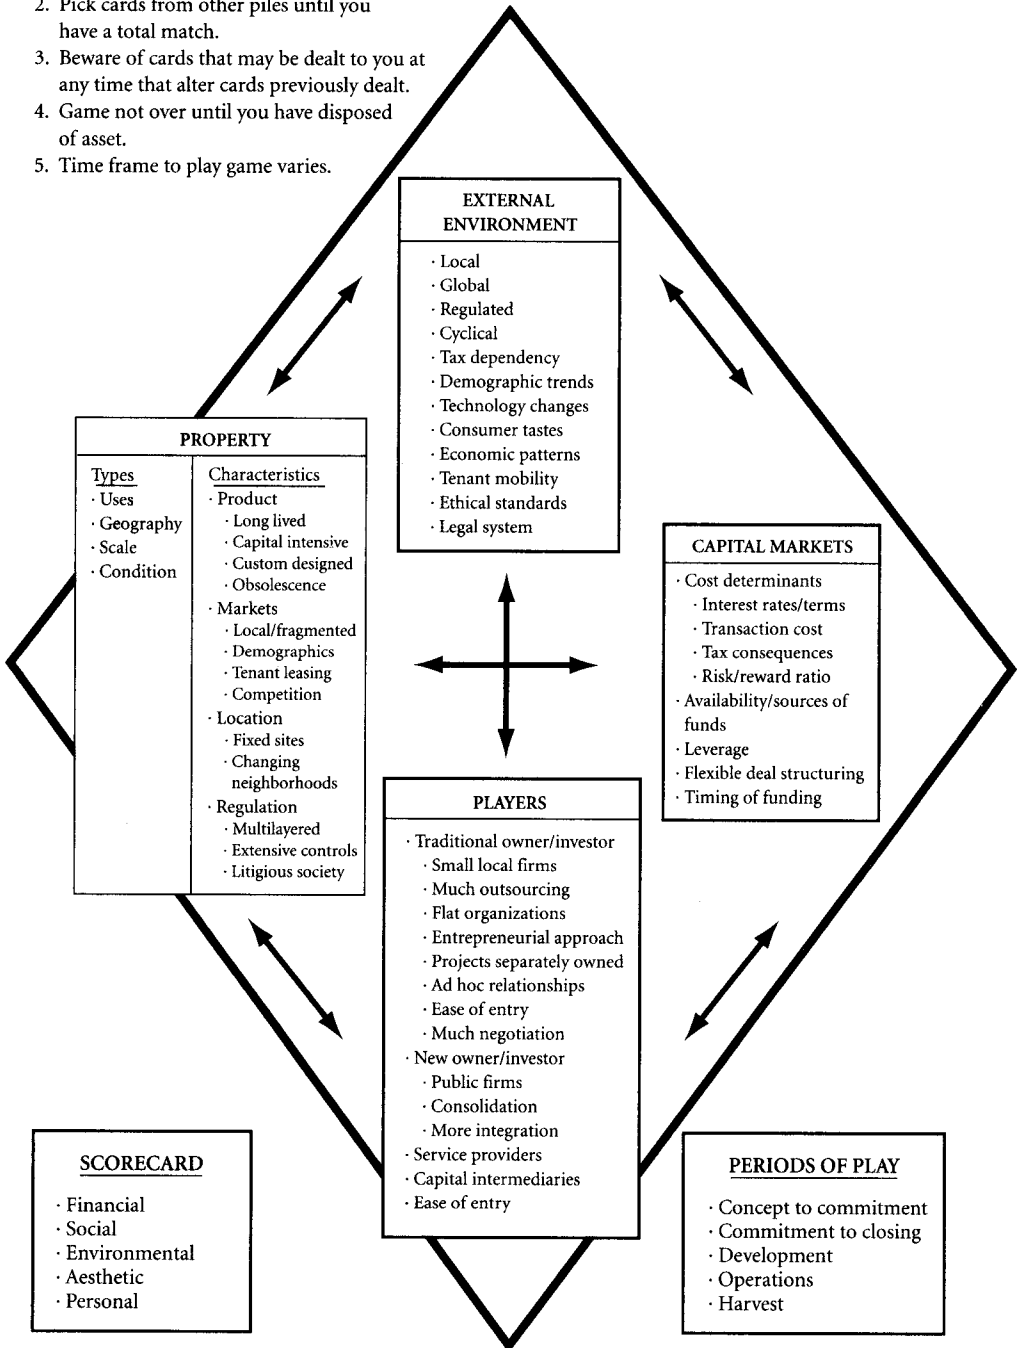 2. Pick cards from other piles until you
have a total match.
3. Beware of cards that may be dealt to you at
any time that alter cards previously dealt.
4. Game not over until you have disposed
of asset.
5. Time frame to play game varies.
EXTERNAL
ENVIRONMENT
· Local
· Global
· Regulated
· Cyclical
· Tax dependency
· Demographic trends
· Technology changes
· Consumer tastes
· Economic patterns
· Tenant mobility
· Ethical standards
· Legal system
PROPERTY
Types
· Uses
· Geography
· Scale
· Condition
Characteristics
· Product
· Long lived
· Capital intensive
· Custom designed
· Obsolescence
· Markets
· Local/fragmented
· Demographics
· Tenant leasing
· Competition
· Location
· Fixed sites
· Changing
neighborhoods
· Regulation
· Multilayered
· Extensive controls
· Litigious society
CAPITAL MARKETS
· Cost determinants
· Interest rates/terms
· Transaction cost
· Tax consequences
· Risk/reward ratio
· Availability/sources of
funds
· Leverage
· Flexible deal structuring
· Timing of funding
PLAYERS
· Traditional owner/investor
· Small local firms
· Much outsourcing
· Flat organizations
· Entrepreneurial approach
· Projects separately owned
· Ad hoc relationships
· Ease of entry
· Much negotiation
· New owner/investor
· Public firms
· Consolidation
· More integration
· Service providers
· Capital intermediaries
· Ease of entry
SCORECARD
· Financial
· Social
· Environmental
· Aesthetic
· Personal
PERIODS OF PLAY
· Concept to commitment
· Commitment to closing
· Development
· Operations
· Harvest